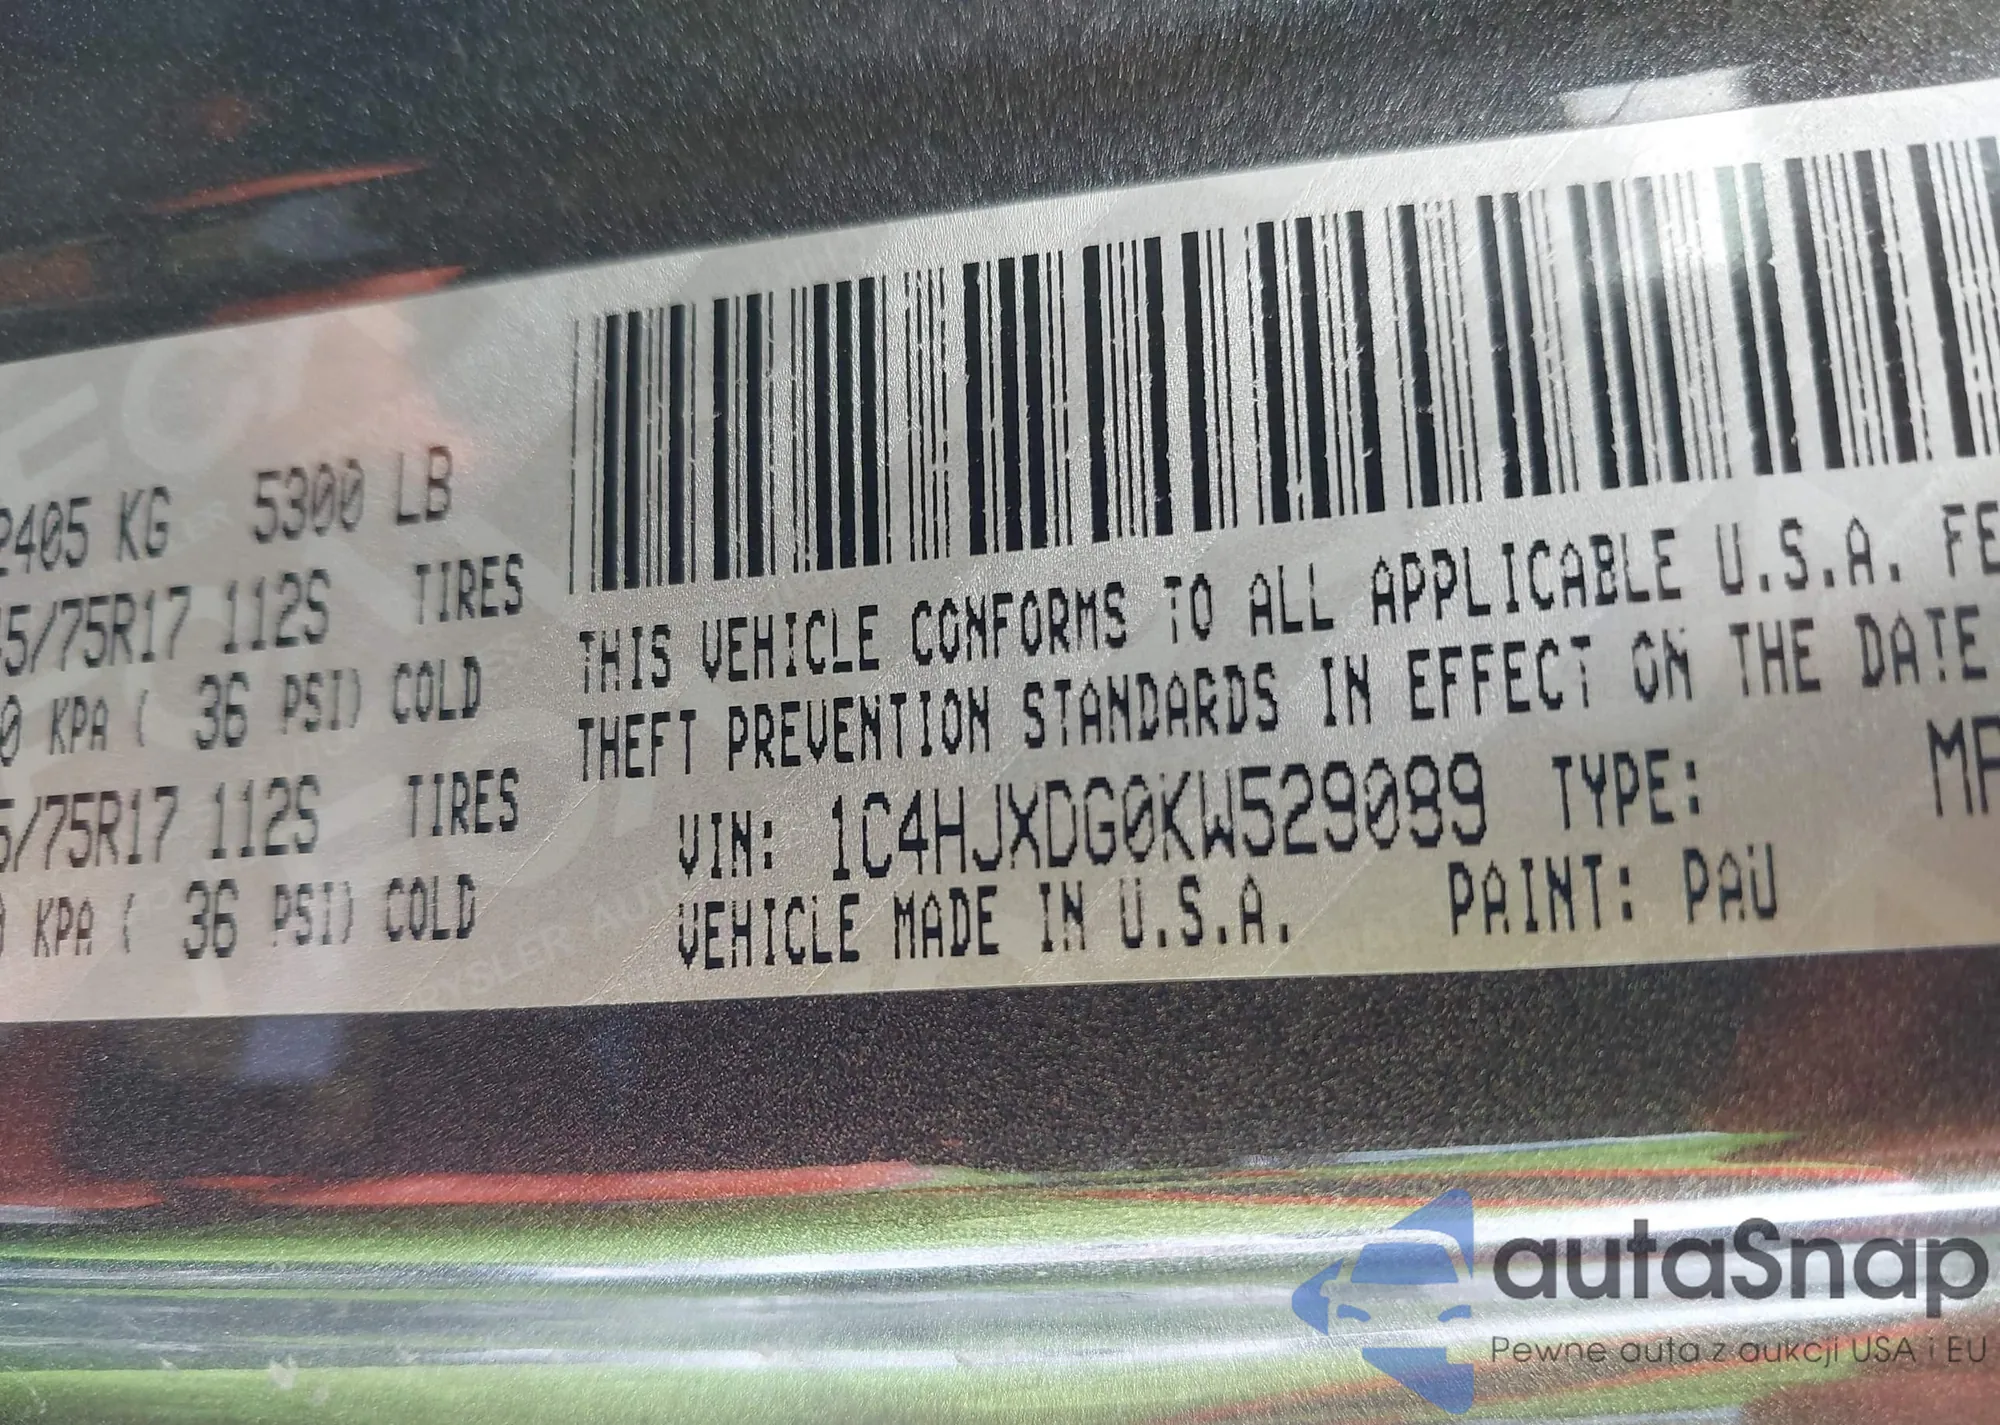 2405 KG 5300 LB
5/75R17 112S TIRES
0 KPA ( 36 PSI) COLD
5/75R17 112S TIRES
KPA ( 36 PSI) COLD
THIS VEHICLE CONFORMS TO ALL APPLICABLE U.S.A. FE
THEFT PREVENTION STANDARDS IN EFFECT ON THE DATE
VIN: 1C4HJXDG0KW529089 TYPE: MP
VEHICLE MADE IN U.S.A. PAINT: PAU
autaSnap
Pewne auta z aukcji USA i EU